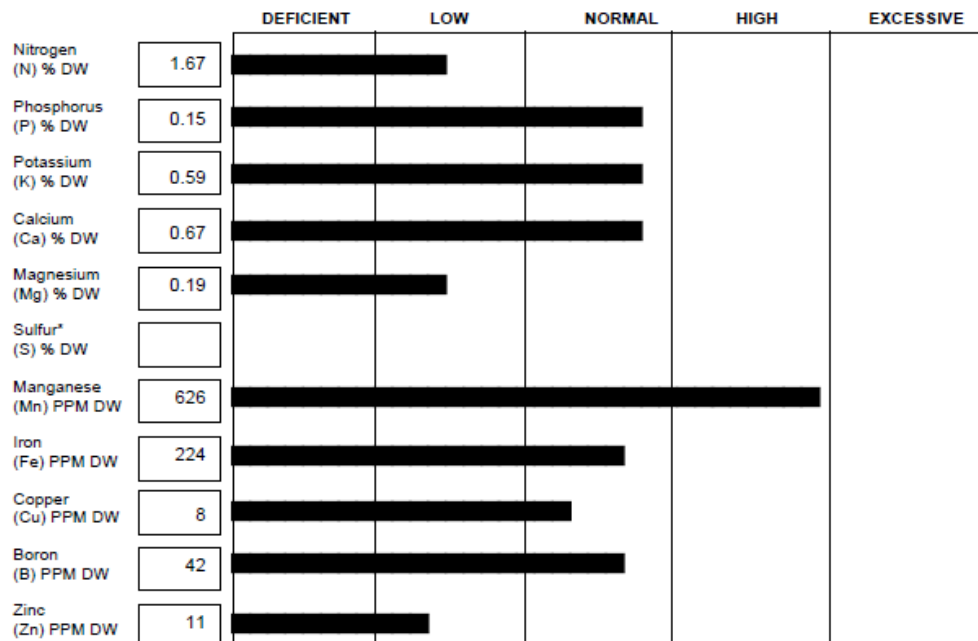 DEFICIENT LOW NORMAL HIGH EXCESSIVE
Nitrogen
(N) % DW 1.67
Phosphorus
(P) % DW 0.15
Potassium
(K) % DW 0.59
Calcium
(Ca) % DW 0.67
Magnesium
(Mg) % DW 0.19
Sulfur*
(S) % DW
Manganese
(Mn) PPM DW 626
Iron
(Fe) PPM DW 224
Copper
(Cu) PPM DW 8
Boron
(B) PPM DW 42
Zinc
(Zn) PPM DW 11